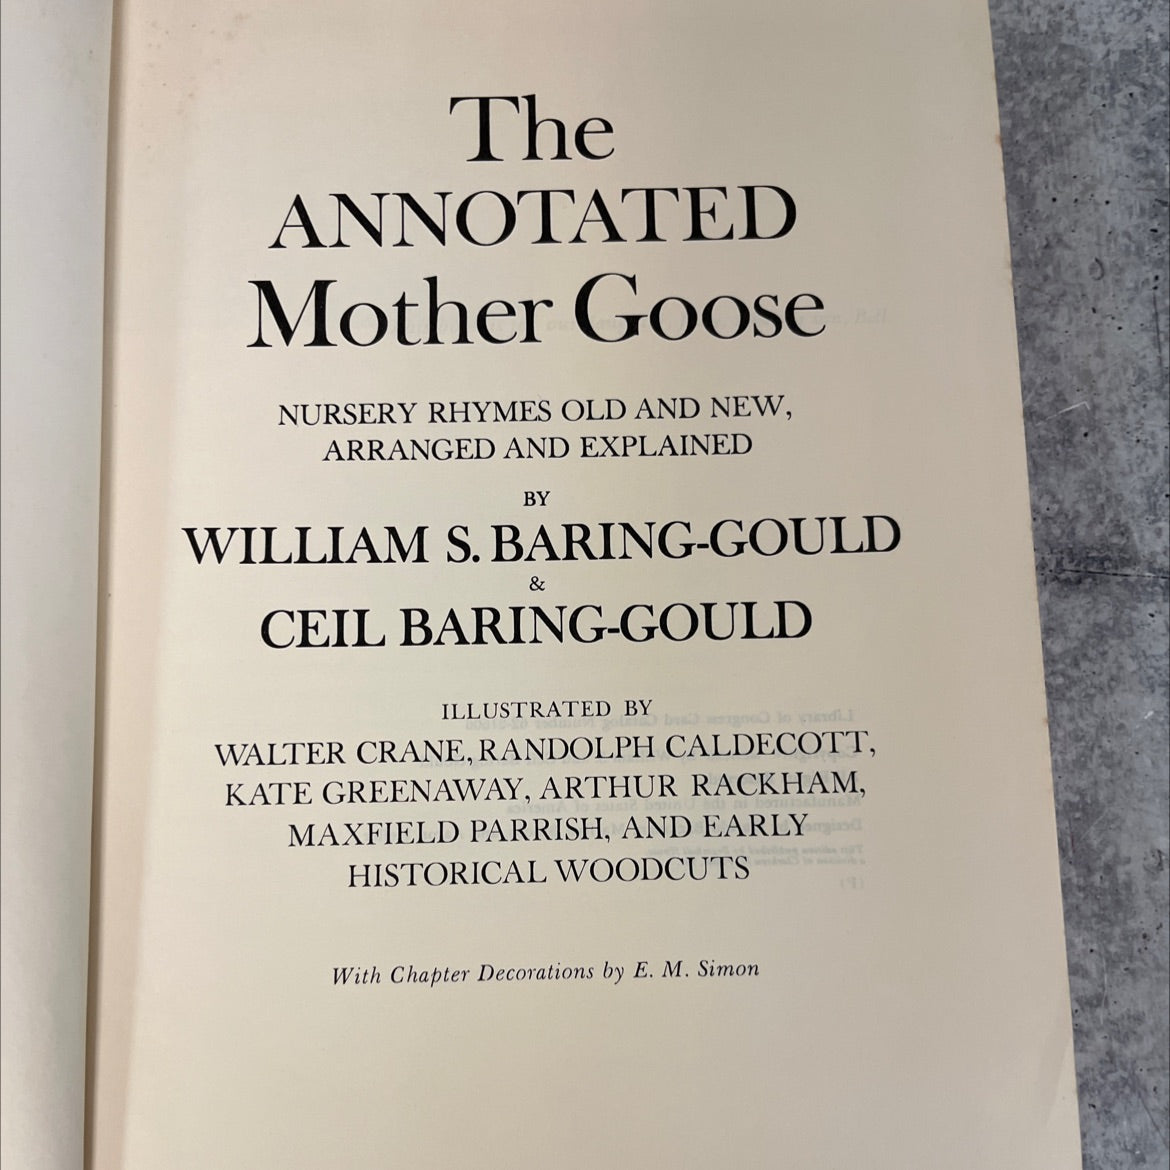 The
ANNOTATED
Mother Goose
NURSERY RHYMES OLD AND NEW,
ARRANGED AND EXPLAINED
BY
WILLIAM S. BARING-GOULD
&
CEIL BARING-GOULD
ILLUSTRATED BY
WALTER CRANE, RANDOLPH CALDECOTT,
KATE GREENAWAY, ARTHUR RACKHAM,
MAXFIELD PARRISH, AND EARLY
HISTORICAL WOODCUTS
With Chapter Decorations by E. M. Simon